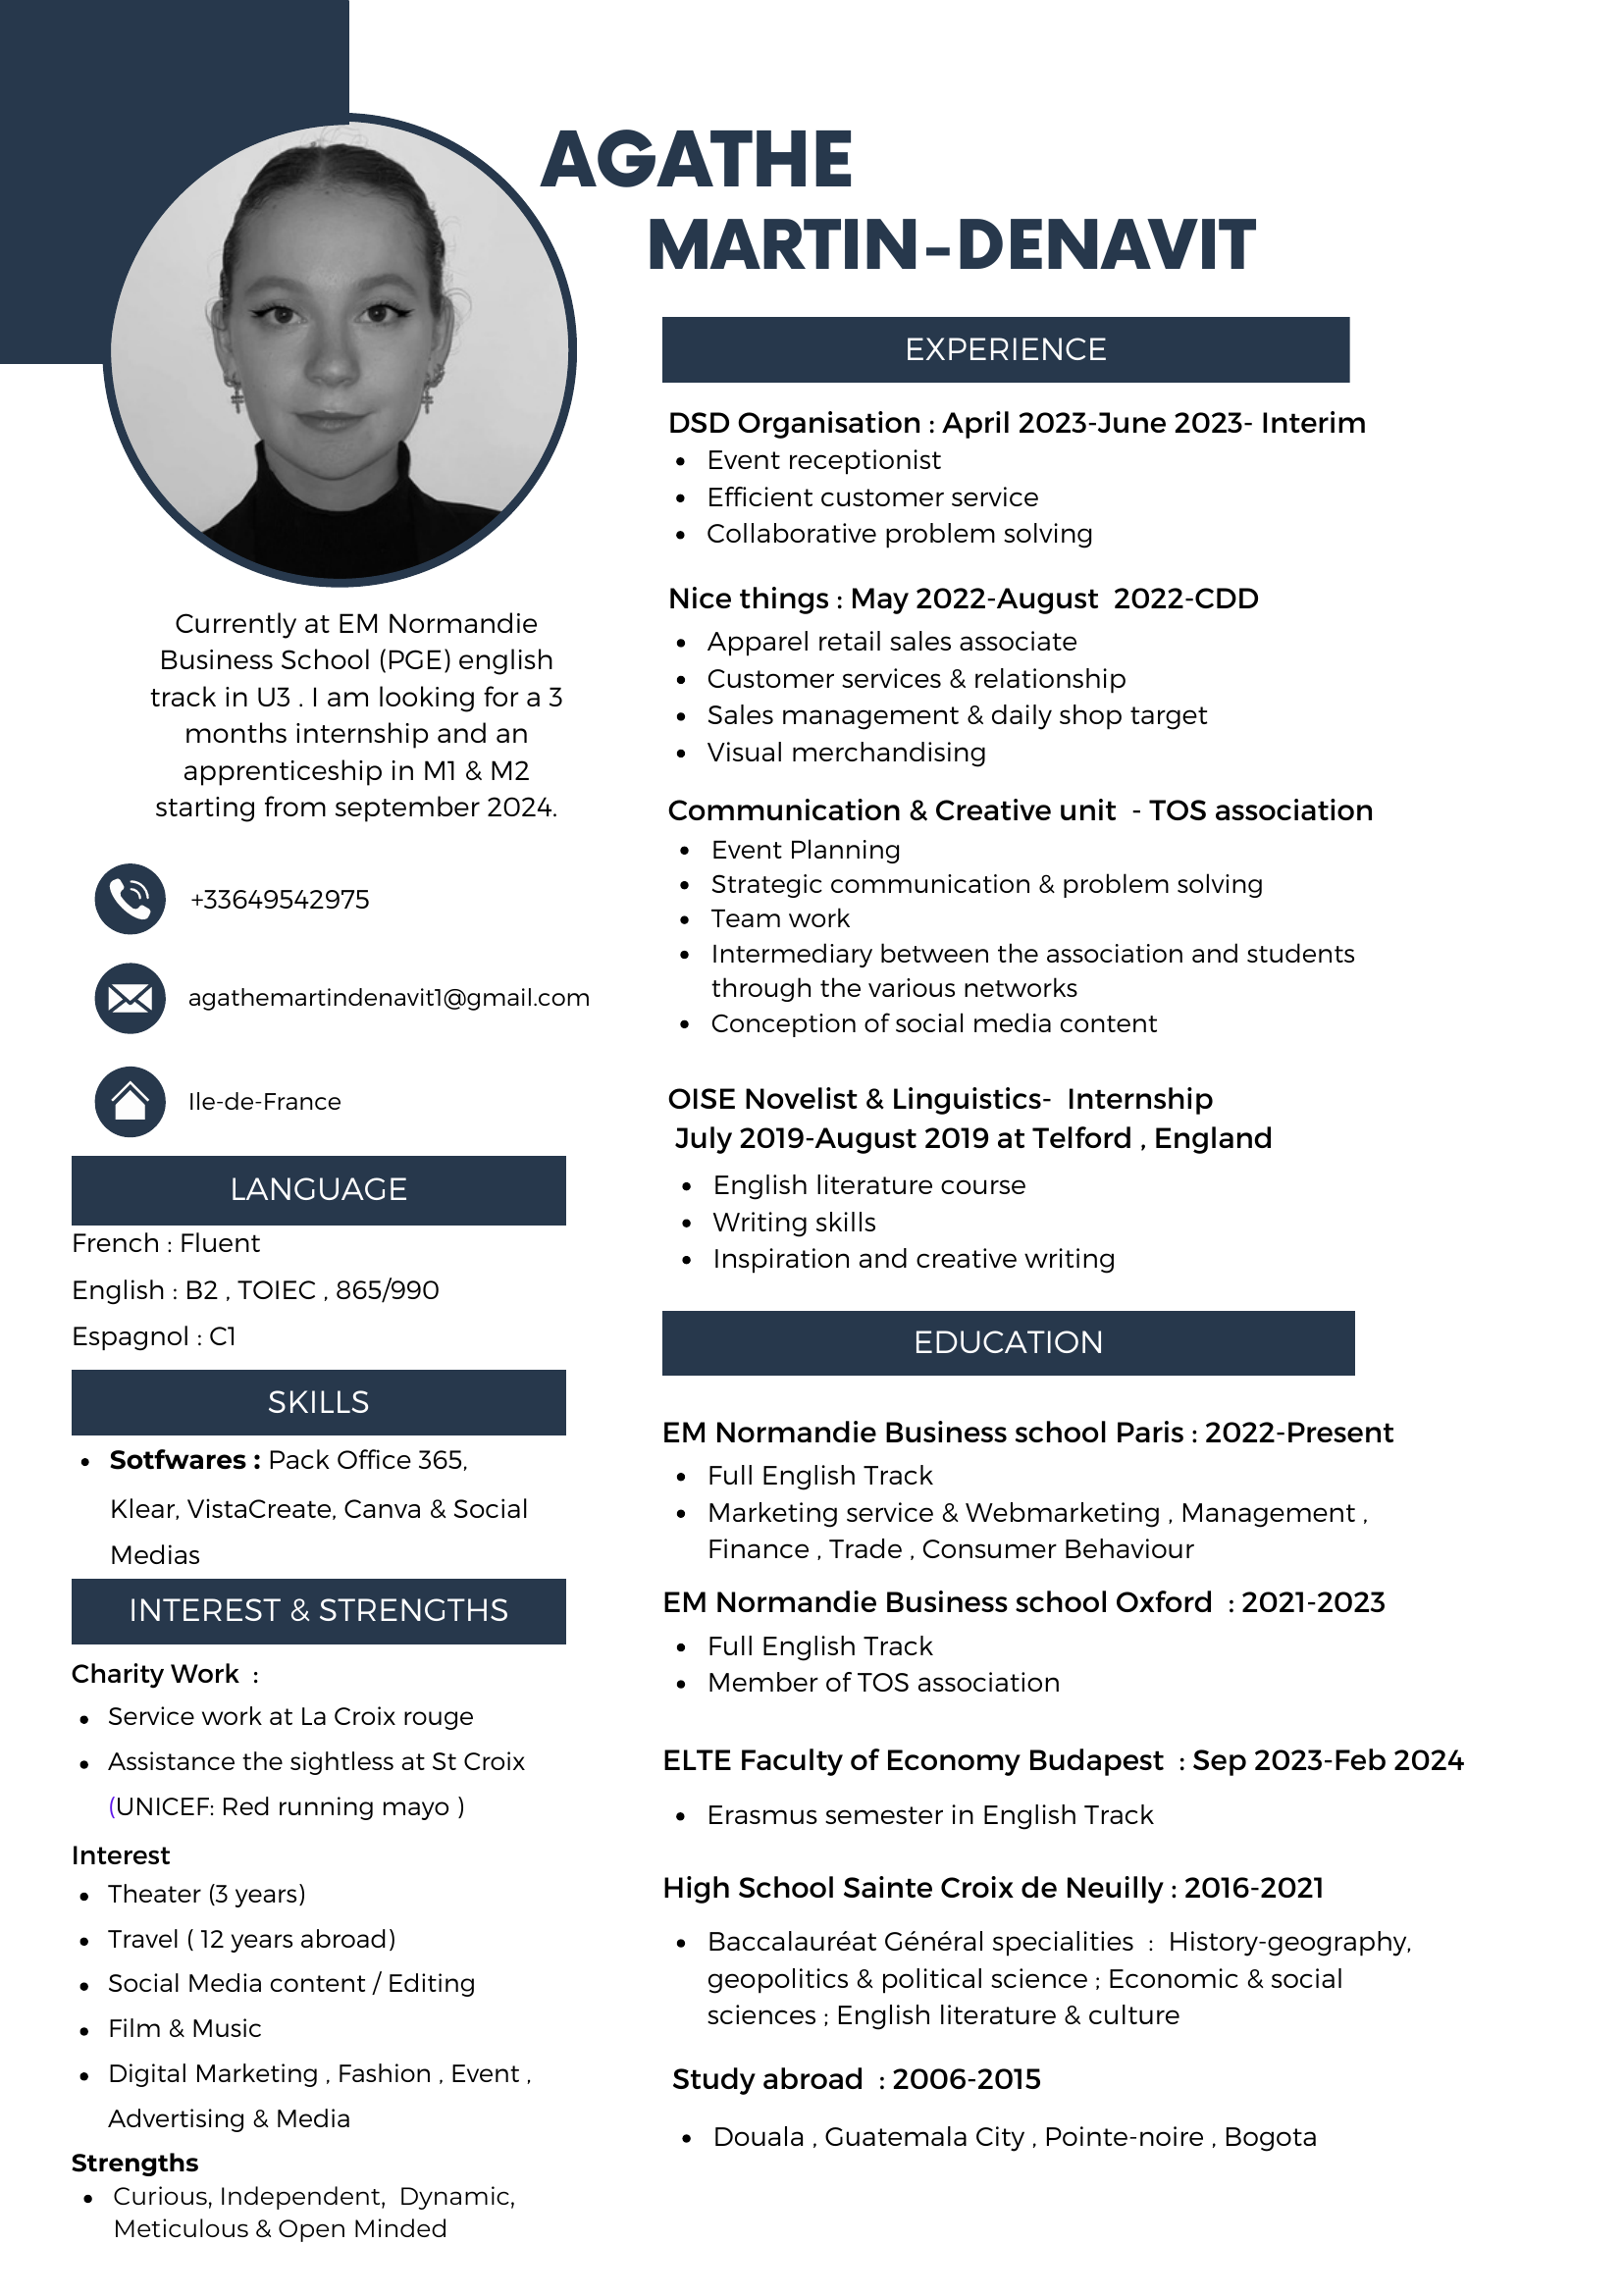 AGATHE
MARTIN-DENAVIT
Currently at EM Normandie
Business School (PGE) english
track in U3 . I am looking for a 3
months internship and an
apprenticeship in M1 & M2
starting from september 2024.
+33649542975
agathemartindenavit1@gmail.com
Ile-de-France
LANGUAGE
French : Fluent
English : B2 , TOIEC , 865/990
Espagnol : C1
SKILLS
• Sotfwares : Pack Office 365,
Klear, VistaCreate, Canva & Social
Medias
INTEREST & STRENGTHS
Charity Work :
• Service work at La Croix rouge
• Assistance the sightless at St Croix
(UNICEF: Red running mayo )
Interest
• Theater (3 years)
• Travel ( 12 years abroad)
• Social Media content / Editing
• Film & Music
• Digital Marketing , Fashion , Event ,
Advertising & Media
Strengths
• Curious, Independent, Dynamic,
Meticulous & Open Minded
EXPERIENCE
DSD Organisation : April 2023-June 2023- Interim
• Event receptionist
• Efficient customer service
• Collaborative problem solving
Nice things : May 2022-August 2022-CDD
• Apparel retail sales associate
• Customer services & relationship
• Sales management & daily shop target
• Visual merchandising
Communication & Creative unit - TOS association
• Event Planning
• Strategic communication & problem solving
• Team work
• Intermediary between the association and students
through the various networks
• Conception of social media content
OISE Novelist & Linguistics- Internship
July 2019-August 2019 at Telford , England
• English literature course
• Writing skills
• Inspiration and creative writing
EDUCATION
EM Normandie Business school Paris : 2022-Present
• Full English Track
• Marketing service & Webmarketing , Management ,
Finance , Trade , Consumer Behaviour
EM Normandie Business school Oxford : 2021-2023
• Full English Track
• Member of TOS association
ELTE Faculty of Economy Budapest : Sep 2023-Feb 2024
• Erasmus semester in English Track
High School Sainte Croix de Neuilly : 2016-2021
• Baccalauréat Général specialities : History-geography,
geopolitics & political science ; Economic & social
sciences ; English literature & culture
Study abroad : 2006-2015
• Douala , Guatemala City , Pointe-noire , Bogota